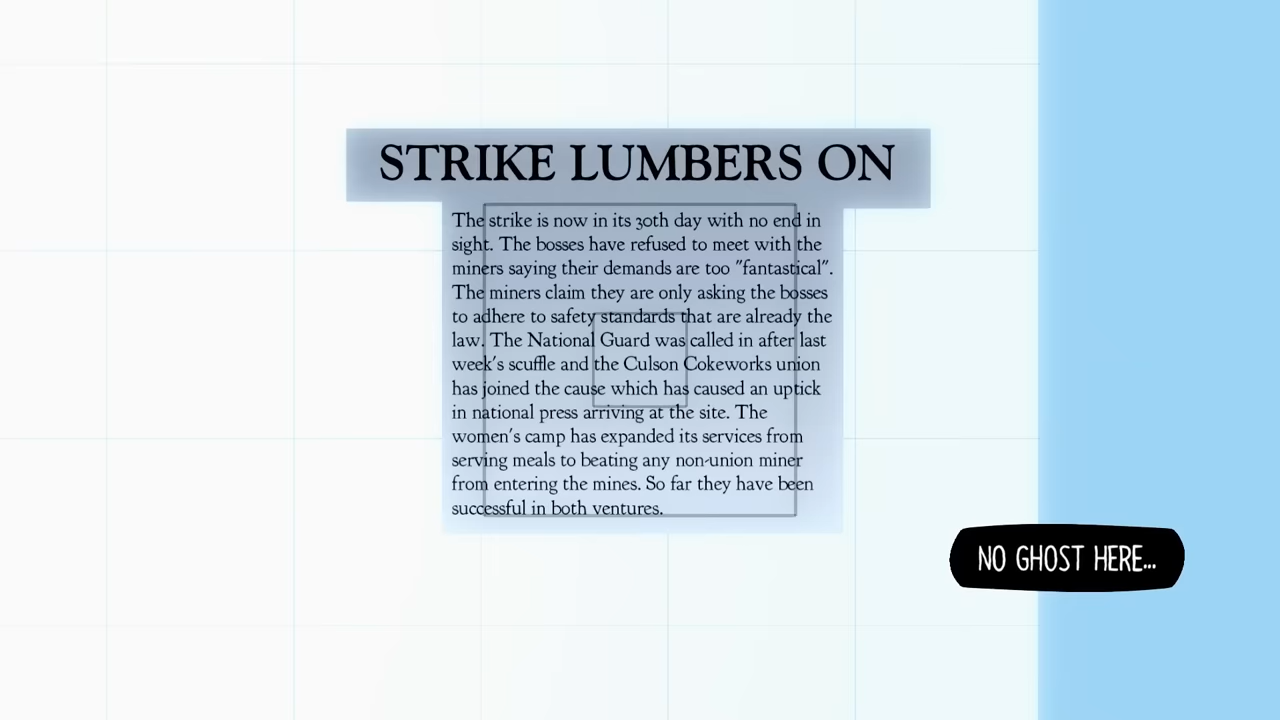 STRIKE LUMBERS ON
The strike is now in its 30th day with no end in
sight. The bosses have refused to meet with the
miners saying their demands are too "fantastical".
The miners claim they are only asking the bosses
to adhere to safety standards that are already the
law. The National Guard was called in after last
week's scuffle and the Culson Cokeworks union
has joined the cause which has caused an uptick
in national press arriving at the site. The
women's camp has expanded its services from
serving meals to beating any non-union miner
from entering the mines. So far they have been
successful in both ventures.
NO GHOST HERE...